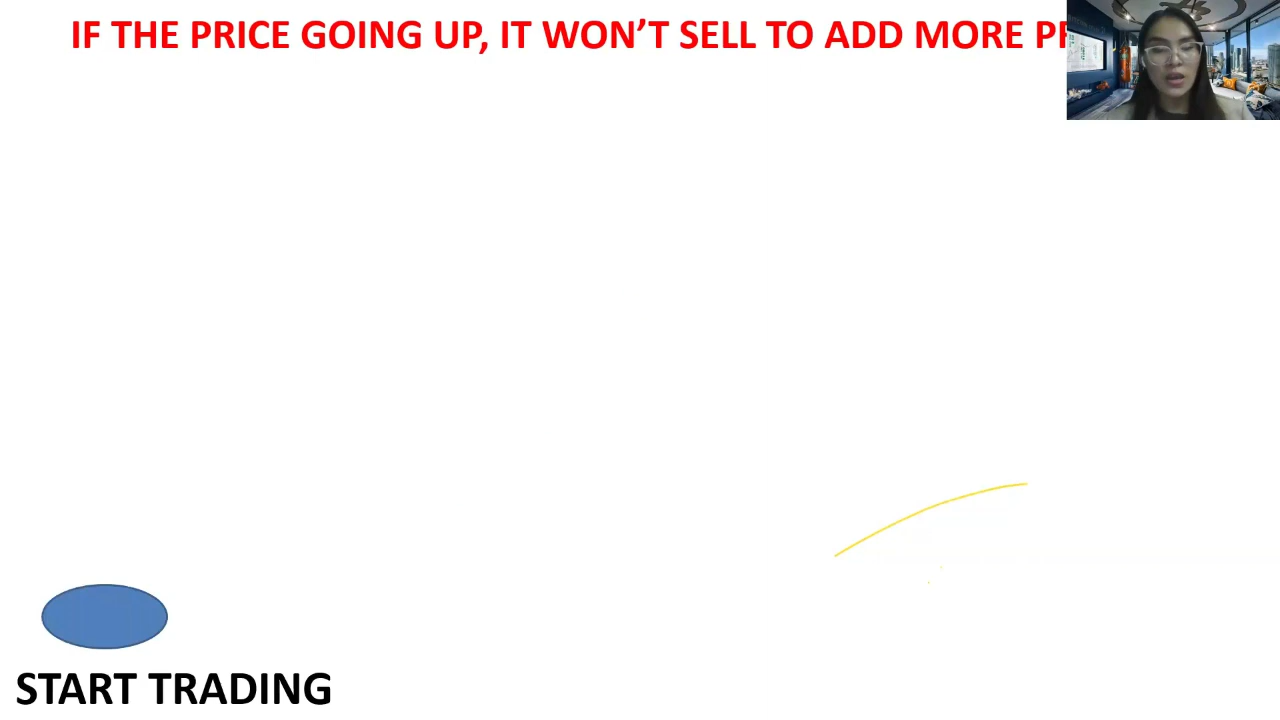 IF THE PRICE GOING UP, IT WON’T SELL TO ADD MORE
START TRADING